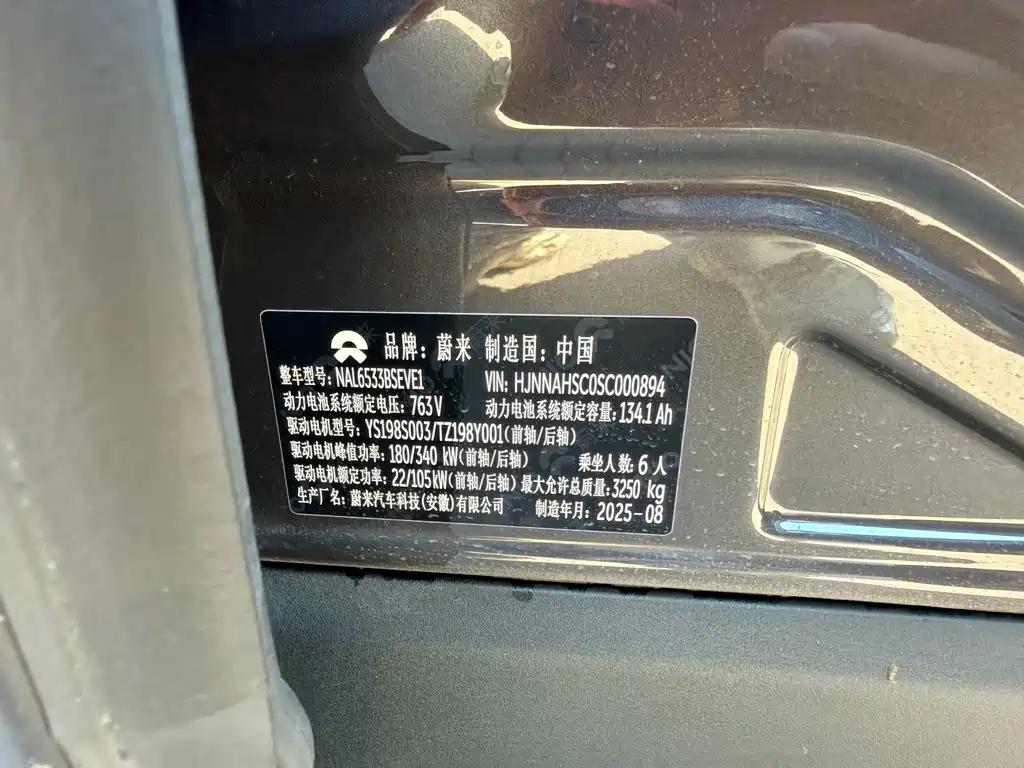 品牌: 蔚来 制造国: 中国
整车型号: NAL6533BSEVE1 VIN: HJNNAHSC0SC000894
动力电池系统额定电压: 763V 动力电池系统额定容量: 134.1 Ah
驱动电机型号: YS198S003/TZ198Y001(前轴/后轴)
驱动电机峰值功率: 180/340 kW(前轴/后轴) 乘坐人数: 6 人
驱动电机额定功率: 22/105kW(前轴/后轴) 最大允许总质量: 3250 kg
生产厂名: 蔚来汽车科技(安徽)有限公司 制造年月: 2025-08